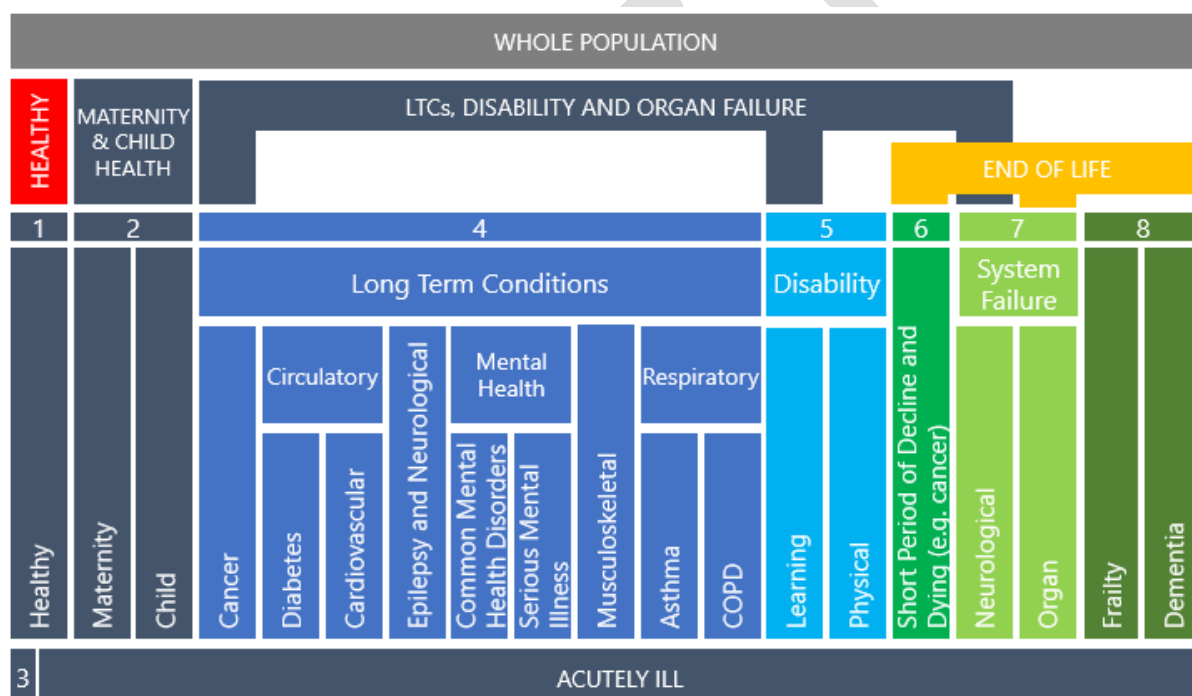 WHOLE POPULATION
HEALTHY
MATERNITY
& CHILD
HEALTH
LTCs, DISABILITY AND ORGAN FAILURE
END OF LIFE
1
2
4
5
6
7
8
Long Term Conditions
Disability
System
Failure
Circulatory
Mental
Health
Respiratory
Healthy
Maternity
Child
Cancer
Diabetes
Cardiovascular
Epilepsy and Neurological
Common Mental
Health Disorders
Serious Mental
Illness
Musculoskeletal
Asthma
COPD
Learning
Physical
Short Period of Decline and
Dying (e.g. cancer)
Neurological
Organ
Frailty
Dementia
3
ACUTELY ILL